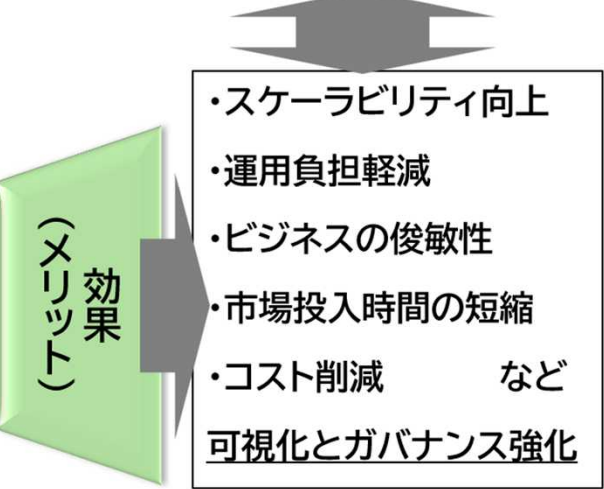 効果
(メリット)
・スケーラビリティ向上
・運用負担軽減
・ビジネスの俊敏性
・市場投入時間の短縮
・コスト削減 など
可視化とガバナンス強化